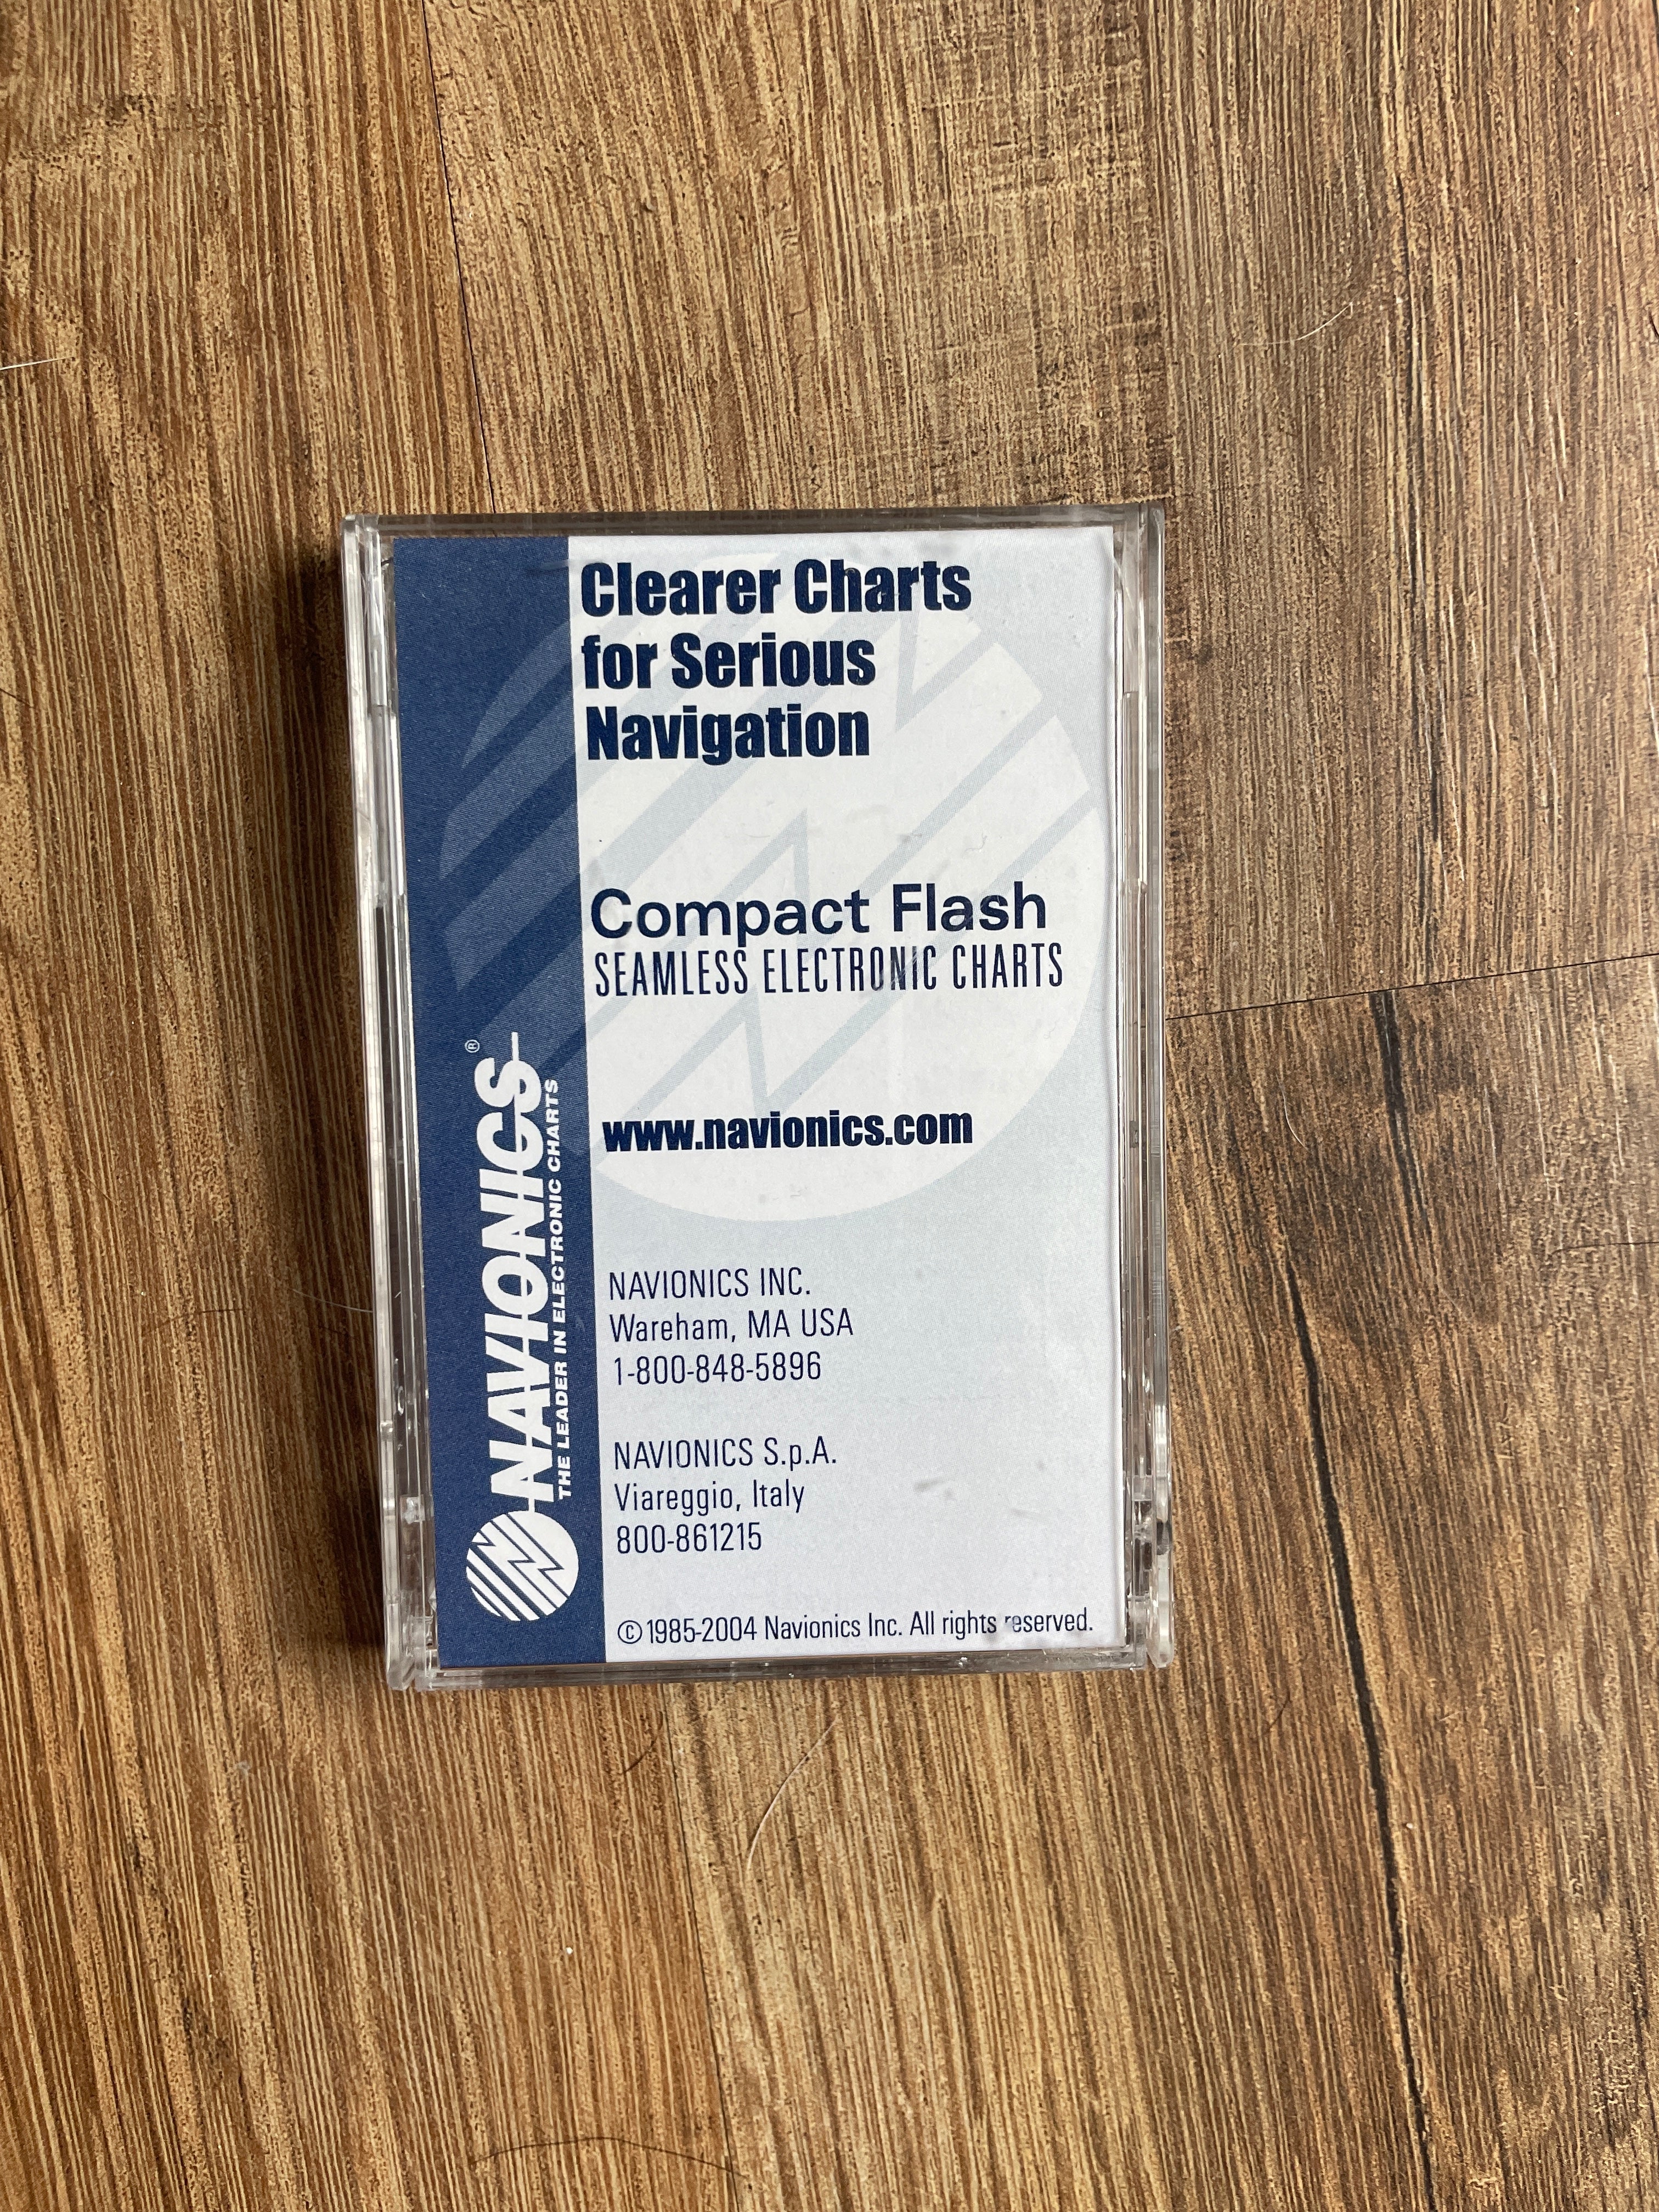 Clearer Charts
for Serious
Navigation
Compact Flash
SEAMLESS ELECTRONIC CHARTS
www.navionics.com
NAVIONICS INC.
Wareham, MA USA
1-800-848-5896
NAVIONICS S.p.A.
Viareggio, Italy
800-861215
©1985-2004 Navionics Inc. All rights reserved.
NAVIONICS®
THE LEADER IN ELECTRONIC CHARTS